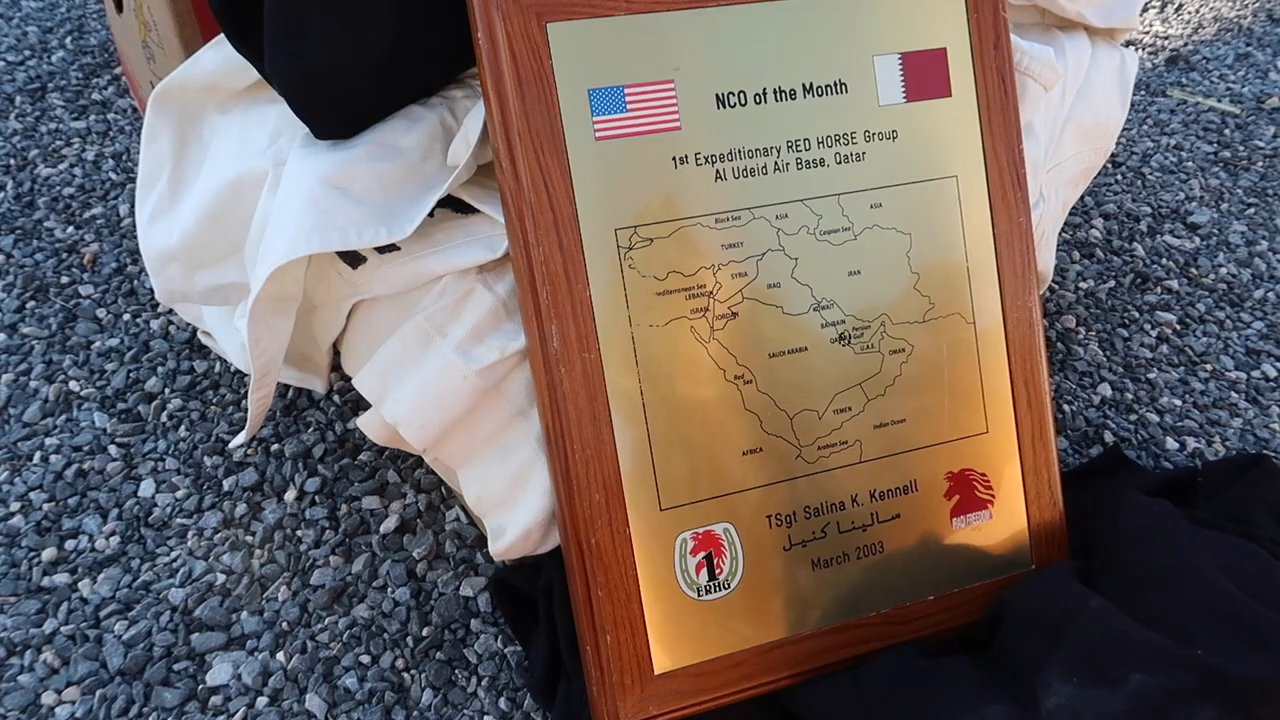 NCO of the Month
1st Expeditionary RED HORSE Group
Al Udeid Air Base, Qatar
Black Sea
ASIA
Caspian Sea
ASIA
TURKEY
Mediterranean Sea
SYRIA
IRAN
LEBANON
IRAQ
ISRAEL
JORDAN
KUWAIT
BAHRAIN
Persian
Gulf
QATAR
U.A.E.
OMAN
SAUDI ARABIA
Red
Sea
YEMEN
Indian Ocean
AFRICA
Arabian Sea
TSgt Salina K. Kennell
سالينا كنيل
March 2003
1
ERHG
IRAQI FREEDOM